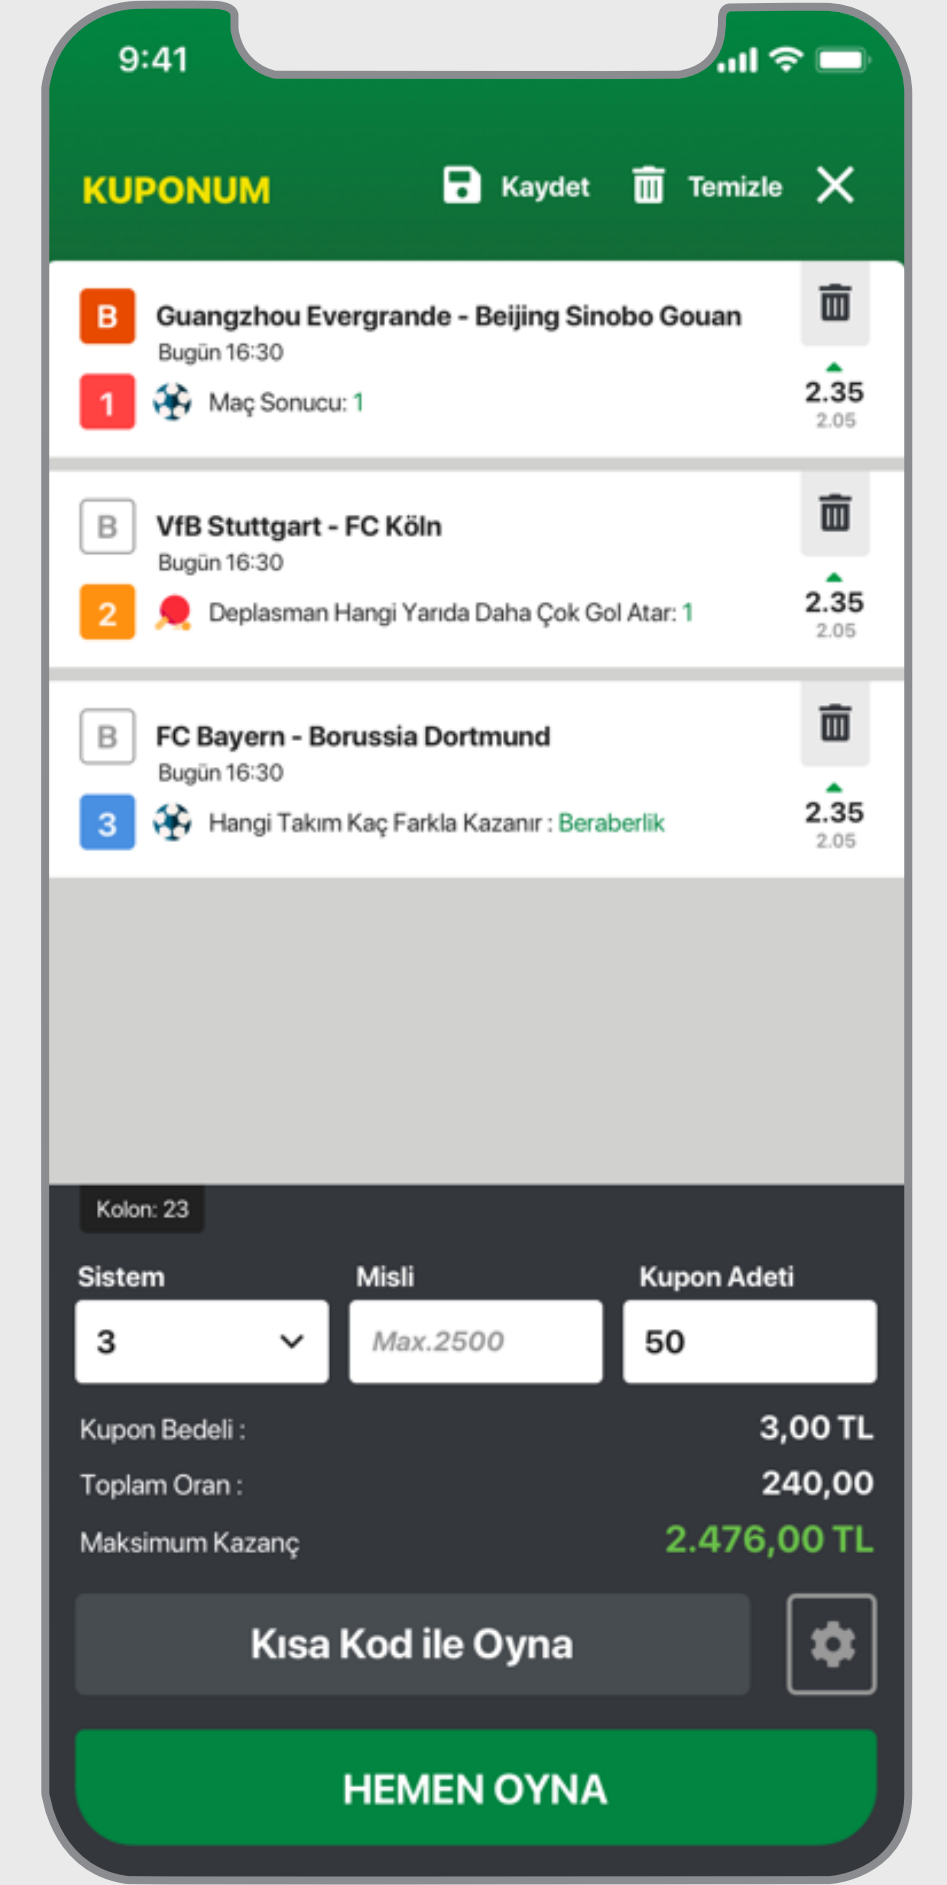 9:41
KUPONUM Kaydet Temizle
B Guangzhou Evergrande - Beijing Sinobo Gouan
Bugün 16:30
1 Maç Sonucu: 1
2.35
2.05
B VfB Stuttgart - FC Köln
Bugün 16:30
2 Deplasman Hangi Yarıda Daha Çok Gol Atar: 1
2.35
2.05
B FC Bayern - Borussia Dortmund
Bugün 16:30
3 Hangi Takım Kaç Farkla Kazanır : Beraberlik
2.35
2.05
Kolon: 23
Sistem Misli Kupon Adeti
3 Max.2500 50
Kupon Bedeli : 3,00 TL
Toplam Oran : 240,00
Maksimum Kazanç 2.476,00 TL
Kısa Kod ile Oyna
HEMEN OYNA